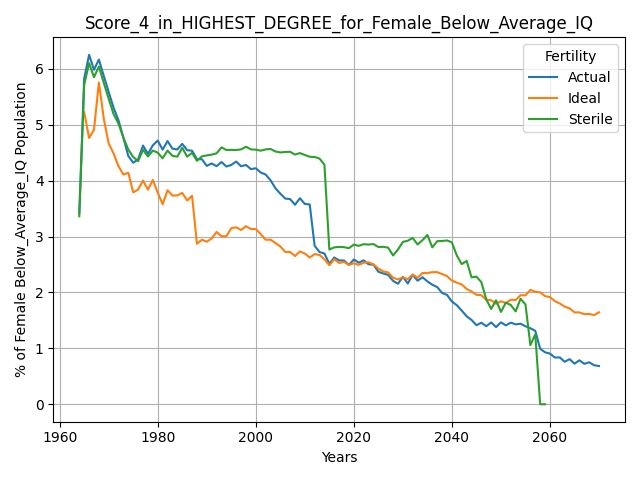 Score_4_in_HIGHEST_DEGREE_for_Female_Below_Average_IQ
% of Female Below_Average_IQ Population
6
5
4
3
2
1
0
Fertility
Actual
Ideal
Sterile
1960
1980
2000
2020
2040
2060
Years